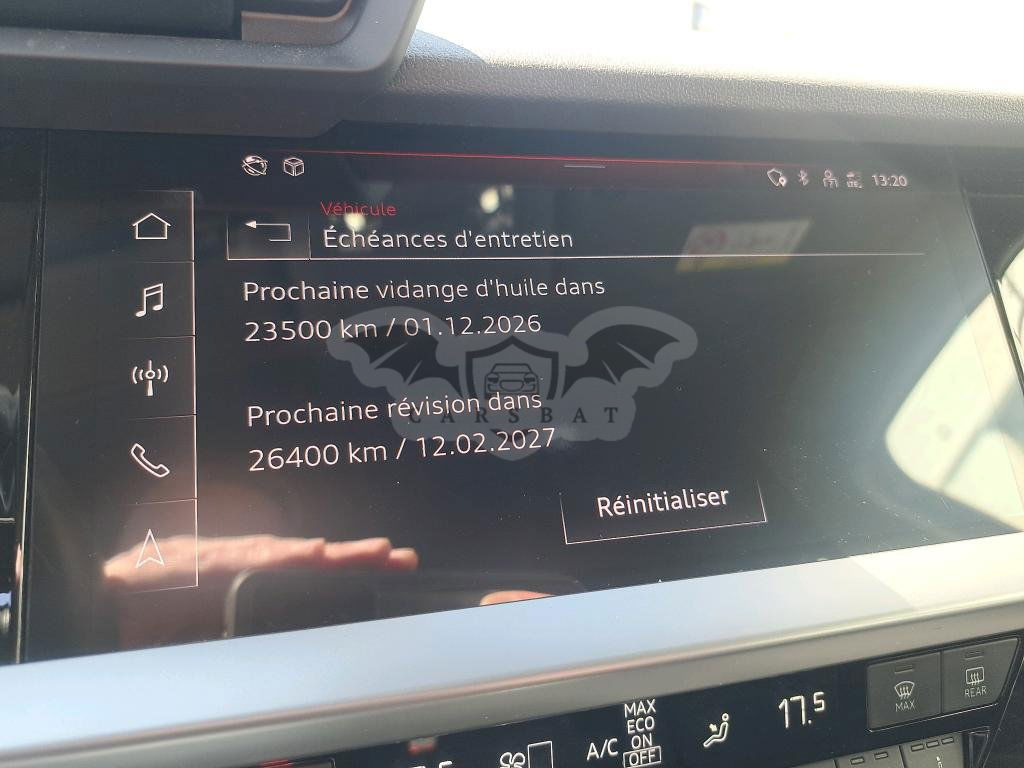 13:20
Véhicule
Échéances d'entretien
Prochaine vidange d'huile dans
23500 km / 01.12.2026
Prochaine révision dans
26400 km / 12.02.2027
CARSBAT
Réinitialiser
MAX
ECO
A/C ON
OFF
17.5
MAX
REAR